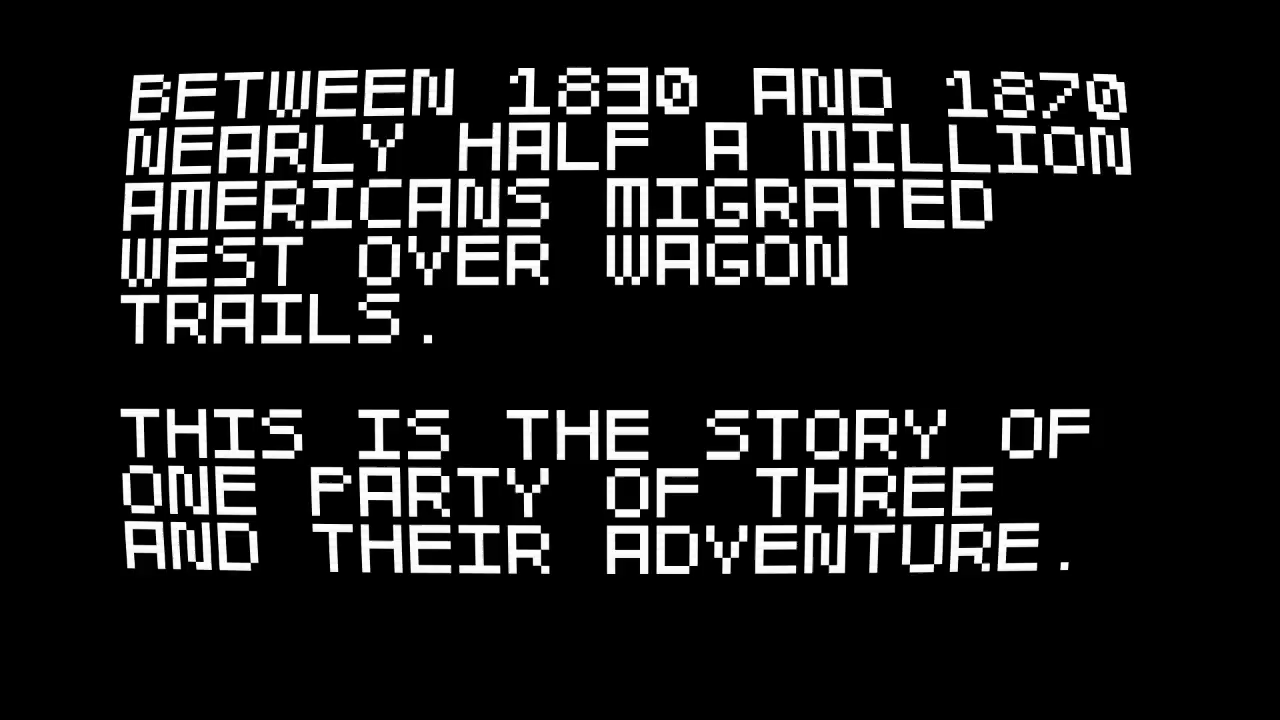 BETWEEN 1830 AND 1870
NEARLY HALF A MILLION
AMERICANS MIGRATED
WEST OVER WAGON
TRAILS.
THIS IS THE STORY OF
ONE PARTY OF THREE
AND THEIR ADVENTURE.